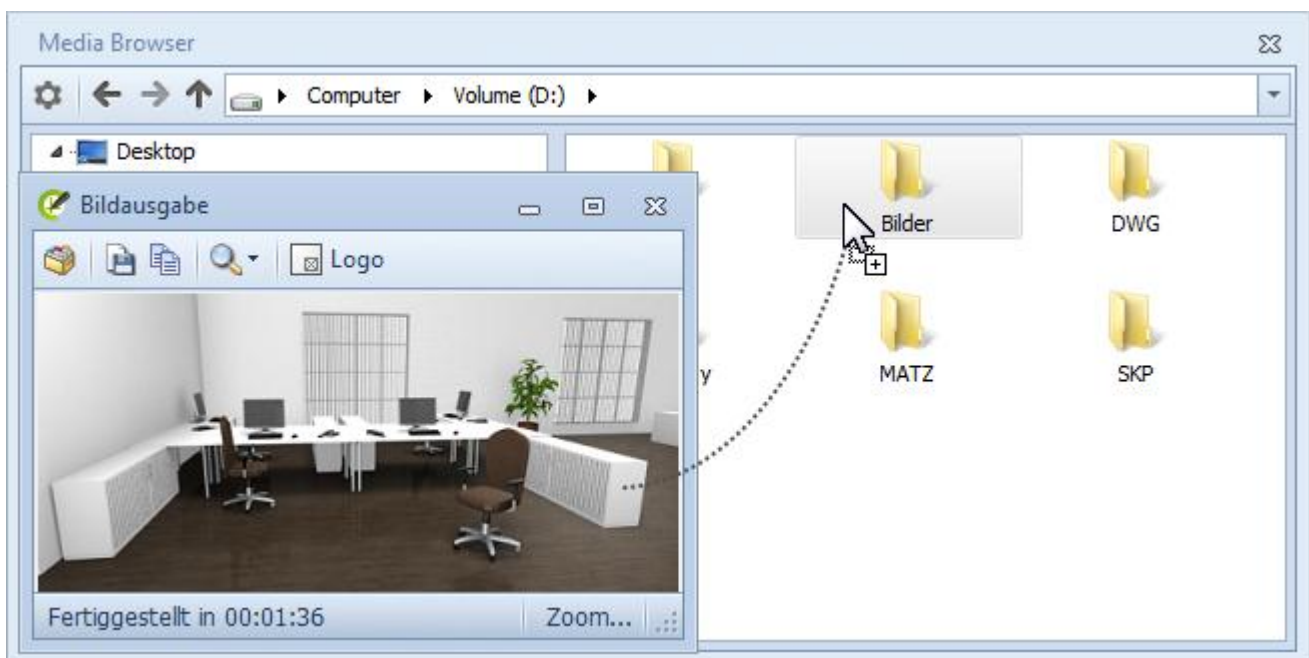 Media Browser
Computer Volume (D:)
Desktop
Bildausgabe
Bilder DWG
Logo
y MATZ SKP
Fertiggestellt in 00:01:36 Zoom...